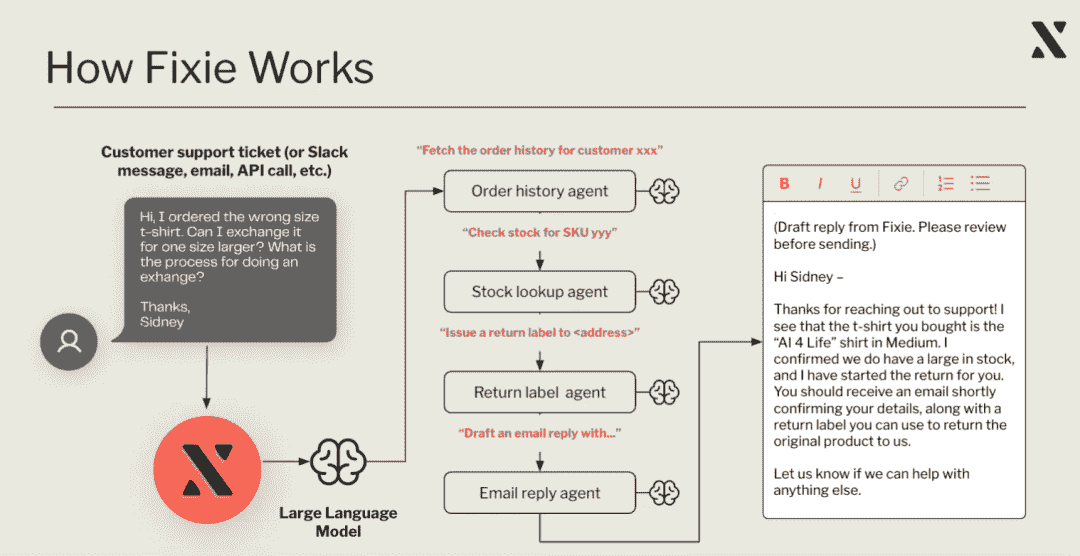 How Fixie Works
Customer support ticket (or Slack
message, email, API call, etc.)
Hi, I ordered the wrong size
t-shirt. Can I exchange it
for one size larger? What is
the process for doing an
exhange?
Thanks,
Sidney
Large Language
Model
“Fetch the order history for customer xxx”
Order history agent
“Check stock for SKU yyy”
Stock lookup agent
“Issue a return label to <address>”
Return label agent
“Draft an email reply with...”
Email reply agent
B I U
(Draft reply from Fixie. Please review
before sending.)
Hi Sidney –
Thanks for reaching out to support! I
see that the t-shirt you bought is the
“AI 4 Life” shirt in Medium. I
confirmed we do have a large in stock,
and I have started the return for you.
You should receive an email shortly
confirming your details, along with a
return label you can use to return the
original product to us.
Let us know if we can help with
anything else.